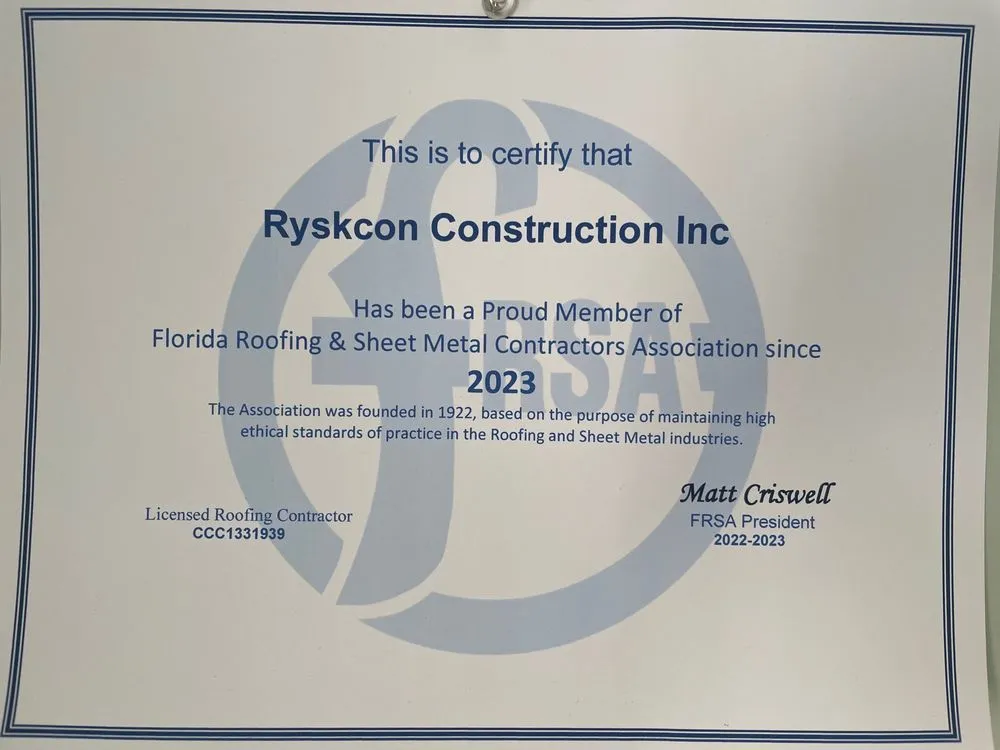 This is to certify that
Ryskcon Construction Inc
Has been a Proud Member of
Florida Roofing & Sheet Metal Contractors Association since
2023
The Association was founded in 1922, based on the purpose of maintaining high
ethical standards of practice in the Roofing and Sheet Metal industries.
FRSA
Licensed Roofing Contractor
CCC1331939
Matt Criswell
FRSA President
2022-2023